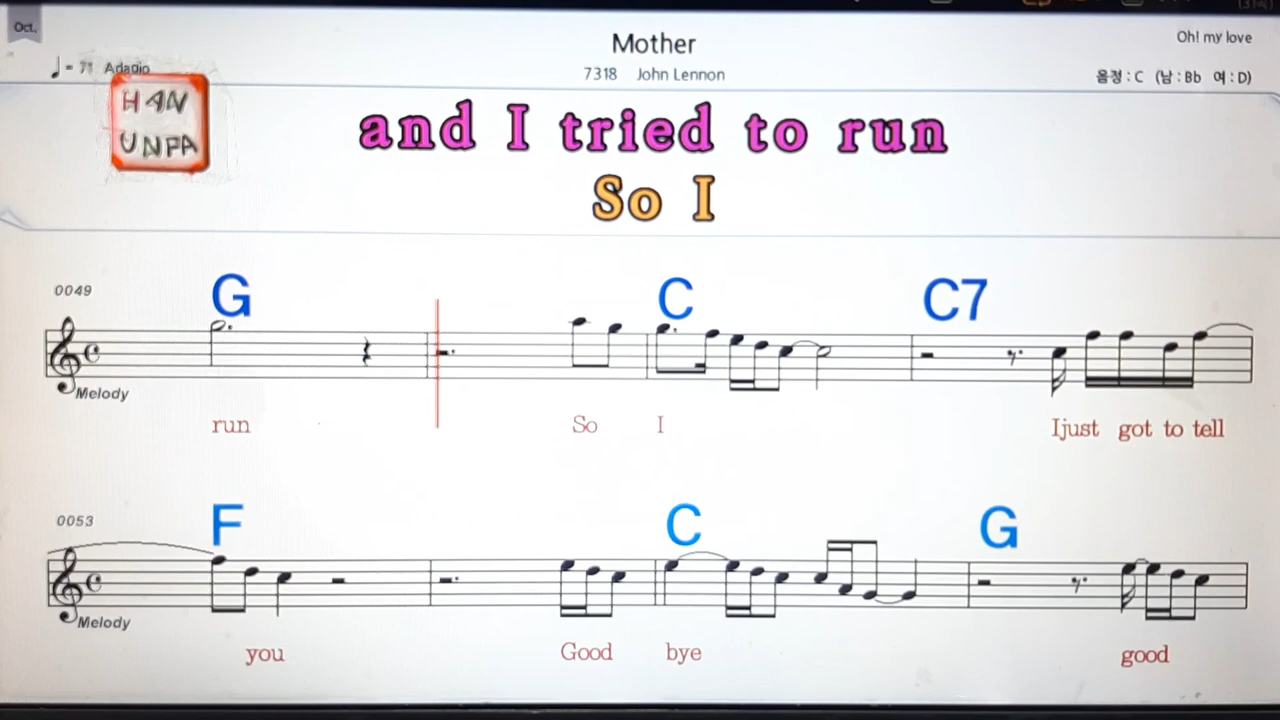 Oct.
Mother
Oh! my love
= 71 Adagio
7318 John Lennon
음정 : C (남 : Bb 여 : D)
HAN
UNPA
and I tried to run
So I
0049
G
C
C7
Melody
run
So
I
Ijust got to tell
0053
F
C
G
Melody
you
Good
bye
good